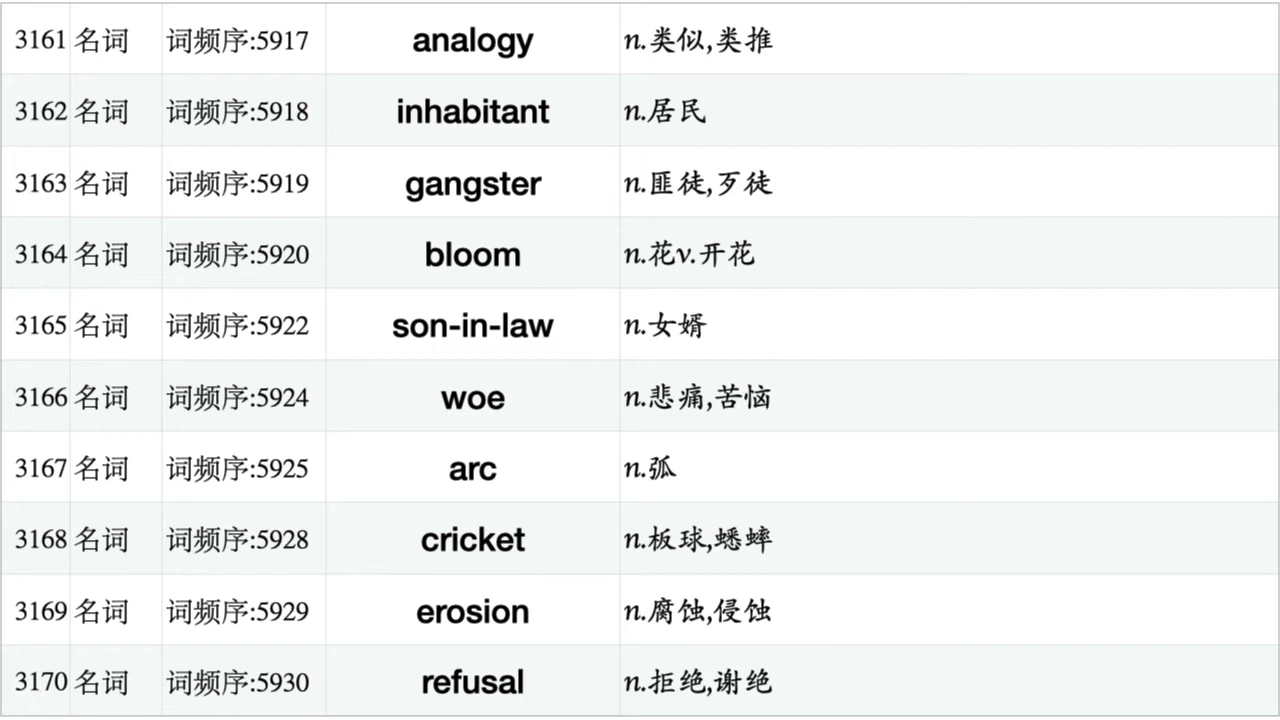 3161 名词 词频序:5917 analogy n.类似,类推
3162 名词 词频序:5918 inhabitant n.居民
3163 名词 词频序:5919 gangster n.匪徒,歹徒
3164 名词 词频序:5920 bloom n.花v.开花
3165 名词 词频序:5922 son-in-law n.女婿
3166 名词 词频序:5924 woe n.悲痛,苦恼
3167 名词 词频序:5925 arc n.弧
3168 名词 词频序:5928 cricket n.板球,蟋蟀
3169 名词 词频序:5929 erosion n.腐蚀,侵蚀
3170 名词 词频序:5930 refusal n.拒绝,谢绝